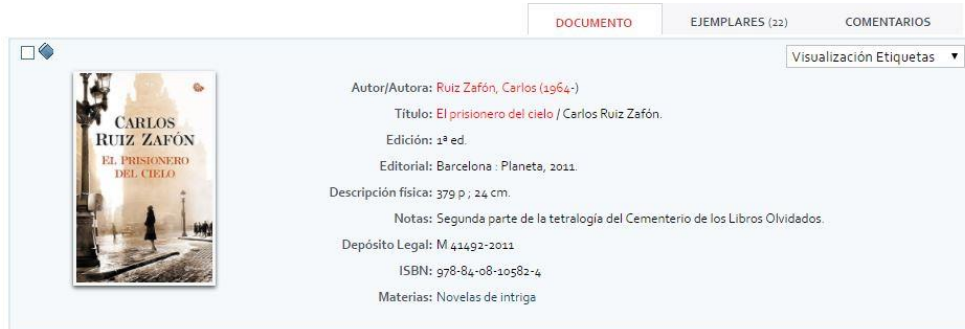 DOCUMENTO EJEMPLARES (22) COMENTARIOS
Visualización Etiquetas
CARLOS
RUIZ ZAFÓN
EL PRISIONERO
DEL CIELO
Autor/Autora: Ruiz Zafón, Carlos (1964-)
Título: El prisionero del cielo / Carlos Ruiz Zafón.
Edición: 1ª ed.
Editorial: Barcelona : Planeta, 2011.
Descripción física: 379 p ; 24 cm.
Notas: Segunda parte de la tetralogía del Cementerio de los Libros Olvidados.
Depósito Legal: M 41492-2011
ISBN: 978-84-08-10582-4
Materias: Novelas de intriga